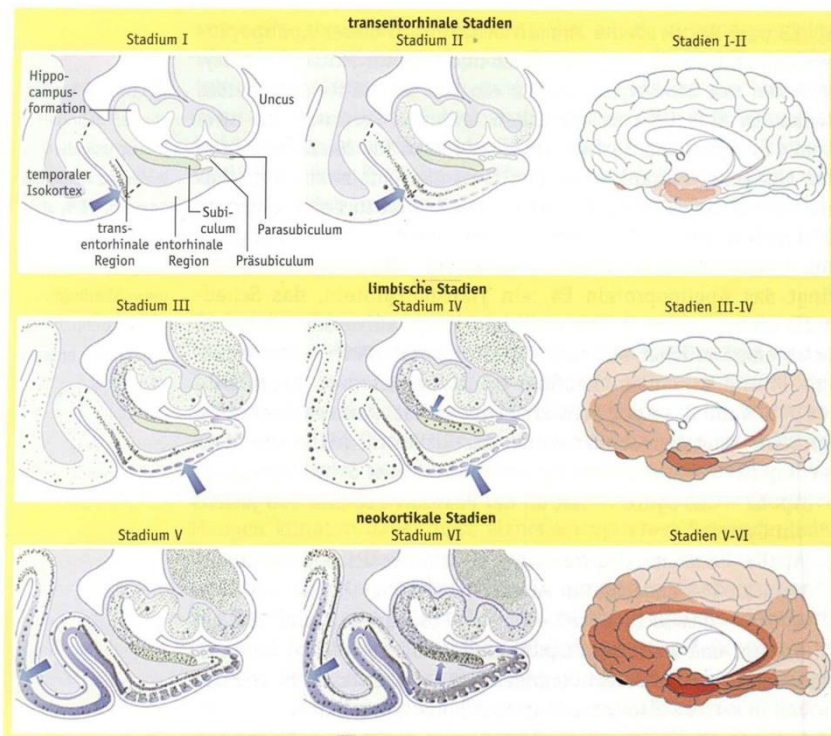 transentorhinale Stadien
Stadium I
Stadium II
Stadien I-II
Hippo-
campus-
formation
Uncus
temporaler
Isokortex
trans-
entorhinale
Region
entorhinale
Region
Subi-
culum
Präsubiculum
Parasubiculum
limbische Stadien
Stadium III
Stadium IV
Stadien III-IV
neokortikale Stadien
Stadium V
Stadium VI
Stadien V-VI